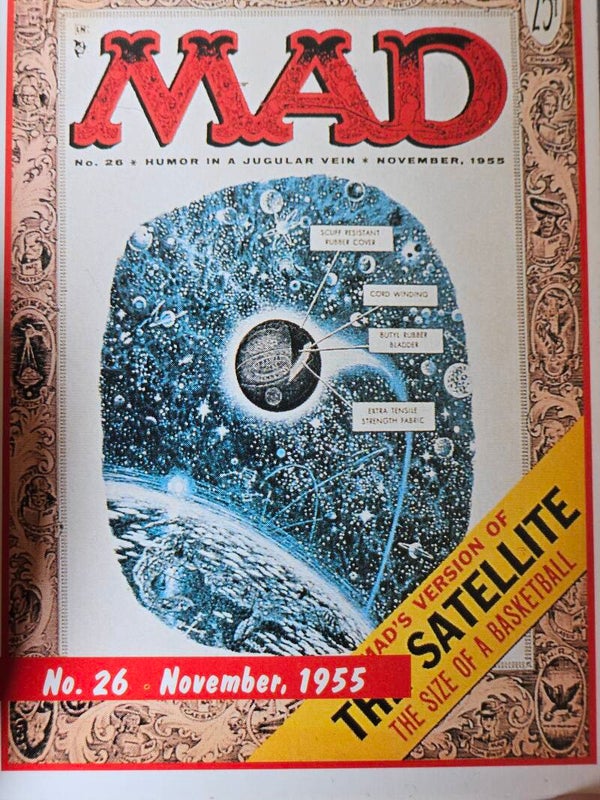 25¢
IN
MAD
No. 26 * HUMOR IN A JUGULAR VEIN * NOVEMBER, 1955
SCUFF RESISTANT
RUBBER COVER
CORD WINDING
BUTYL RUBBER
BLADDER
EXTRA TENSILE
STRENGTH FABRIC
MAD'S VERSION OF
SATELLITE
THE SIZE OF A BASKETBALL
No. 26 • November, 1955